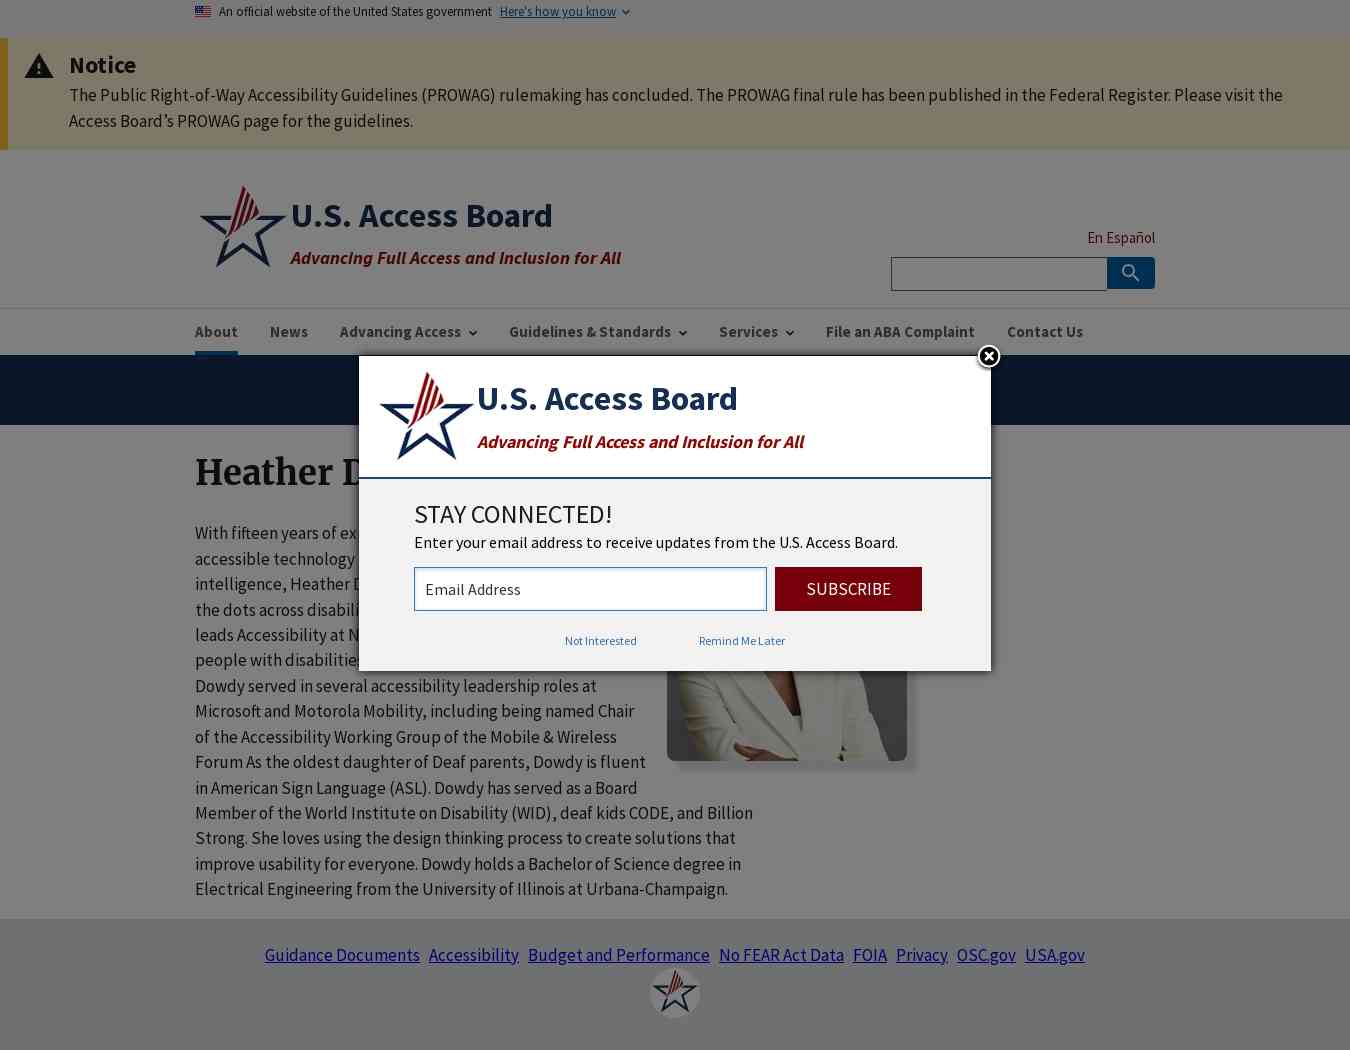 An official website of the United States government Here's how you know
Notice
The Public Right-of-Way Accessibility Guidelines (PROWAG) rulemaking has concluded. The PROWAG final rule has been published in the Federal Register. Please visit the
Access Board’s PROWAG page for the guidelines.
U.S. Access Board
Advancing Full Access and Inclusion for All
En Español
About News Advancing Access Guidelines & Standards Services File an ABA Complaint Contact Us
U.S. Access Board
Advancing Full Access and Inclusion for All
STAY CONNECTED!
Enter your email address to receive updates from the U.S. Access Board.
Email Address SUBSCRIBE
Not Interested Remind Me Later
Heather
With fifteen years of
accessible technology
intelligence, Heather
the dots across
leads Accessibility at
people with
Dowdy served in several accessibility leadership roles at
Microsoft and Motorola Mobility, including being named Chair
of the Accessibility Working Group of the Mobile & Wireless
Forum As the oldest daughter of Deaf parents, Dowdy is fluent
in American Sign Language (ASL). Dowdy has served as a Board
Member of the World Institute on Disability (WID), deaf kids CODE, and Billion
Strong. She loves using the design thinking process to create solutions that
improve usability for everyone. Dowdy holds a Bachelor of Science degree in
Electrical Engineering from the University of Illinois at Urbana-Champaign.
Guidance Documents Accessibility Budget and Performance No FEAR Act Data FOIA Privacy OSC.gov USA.gov